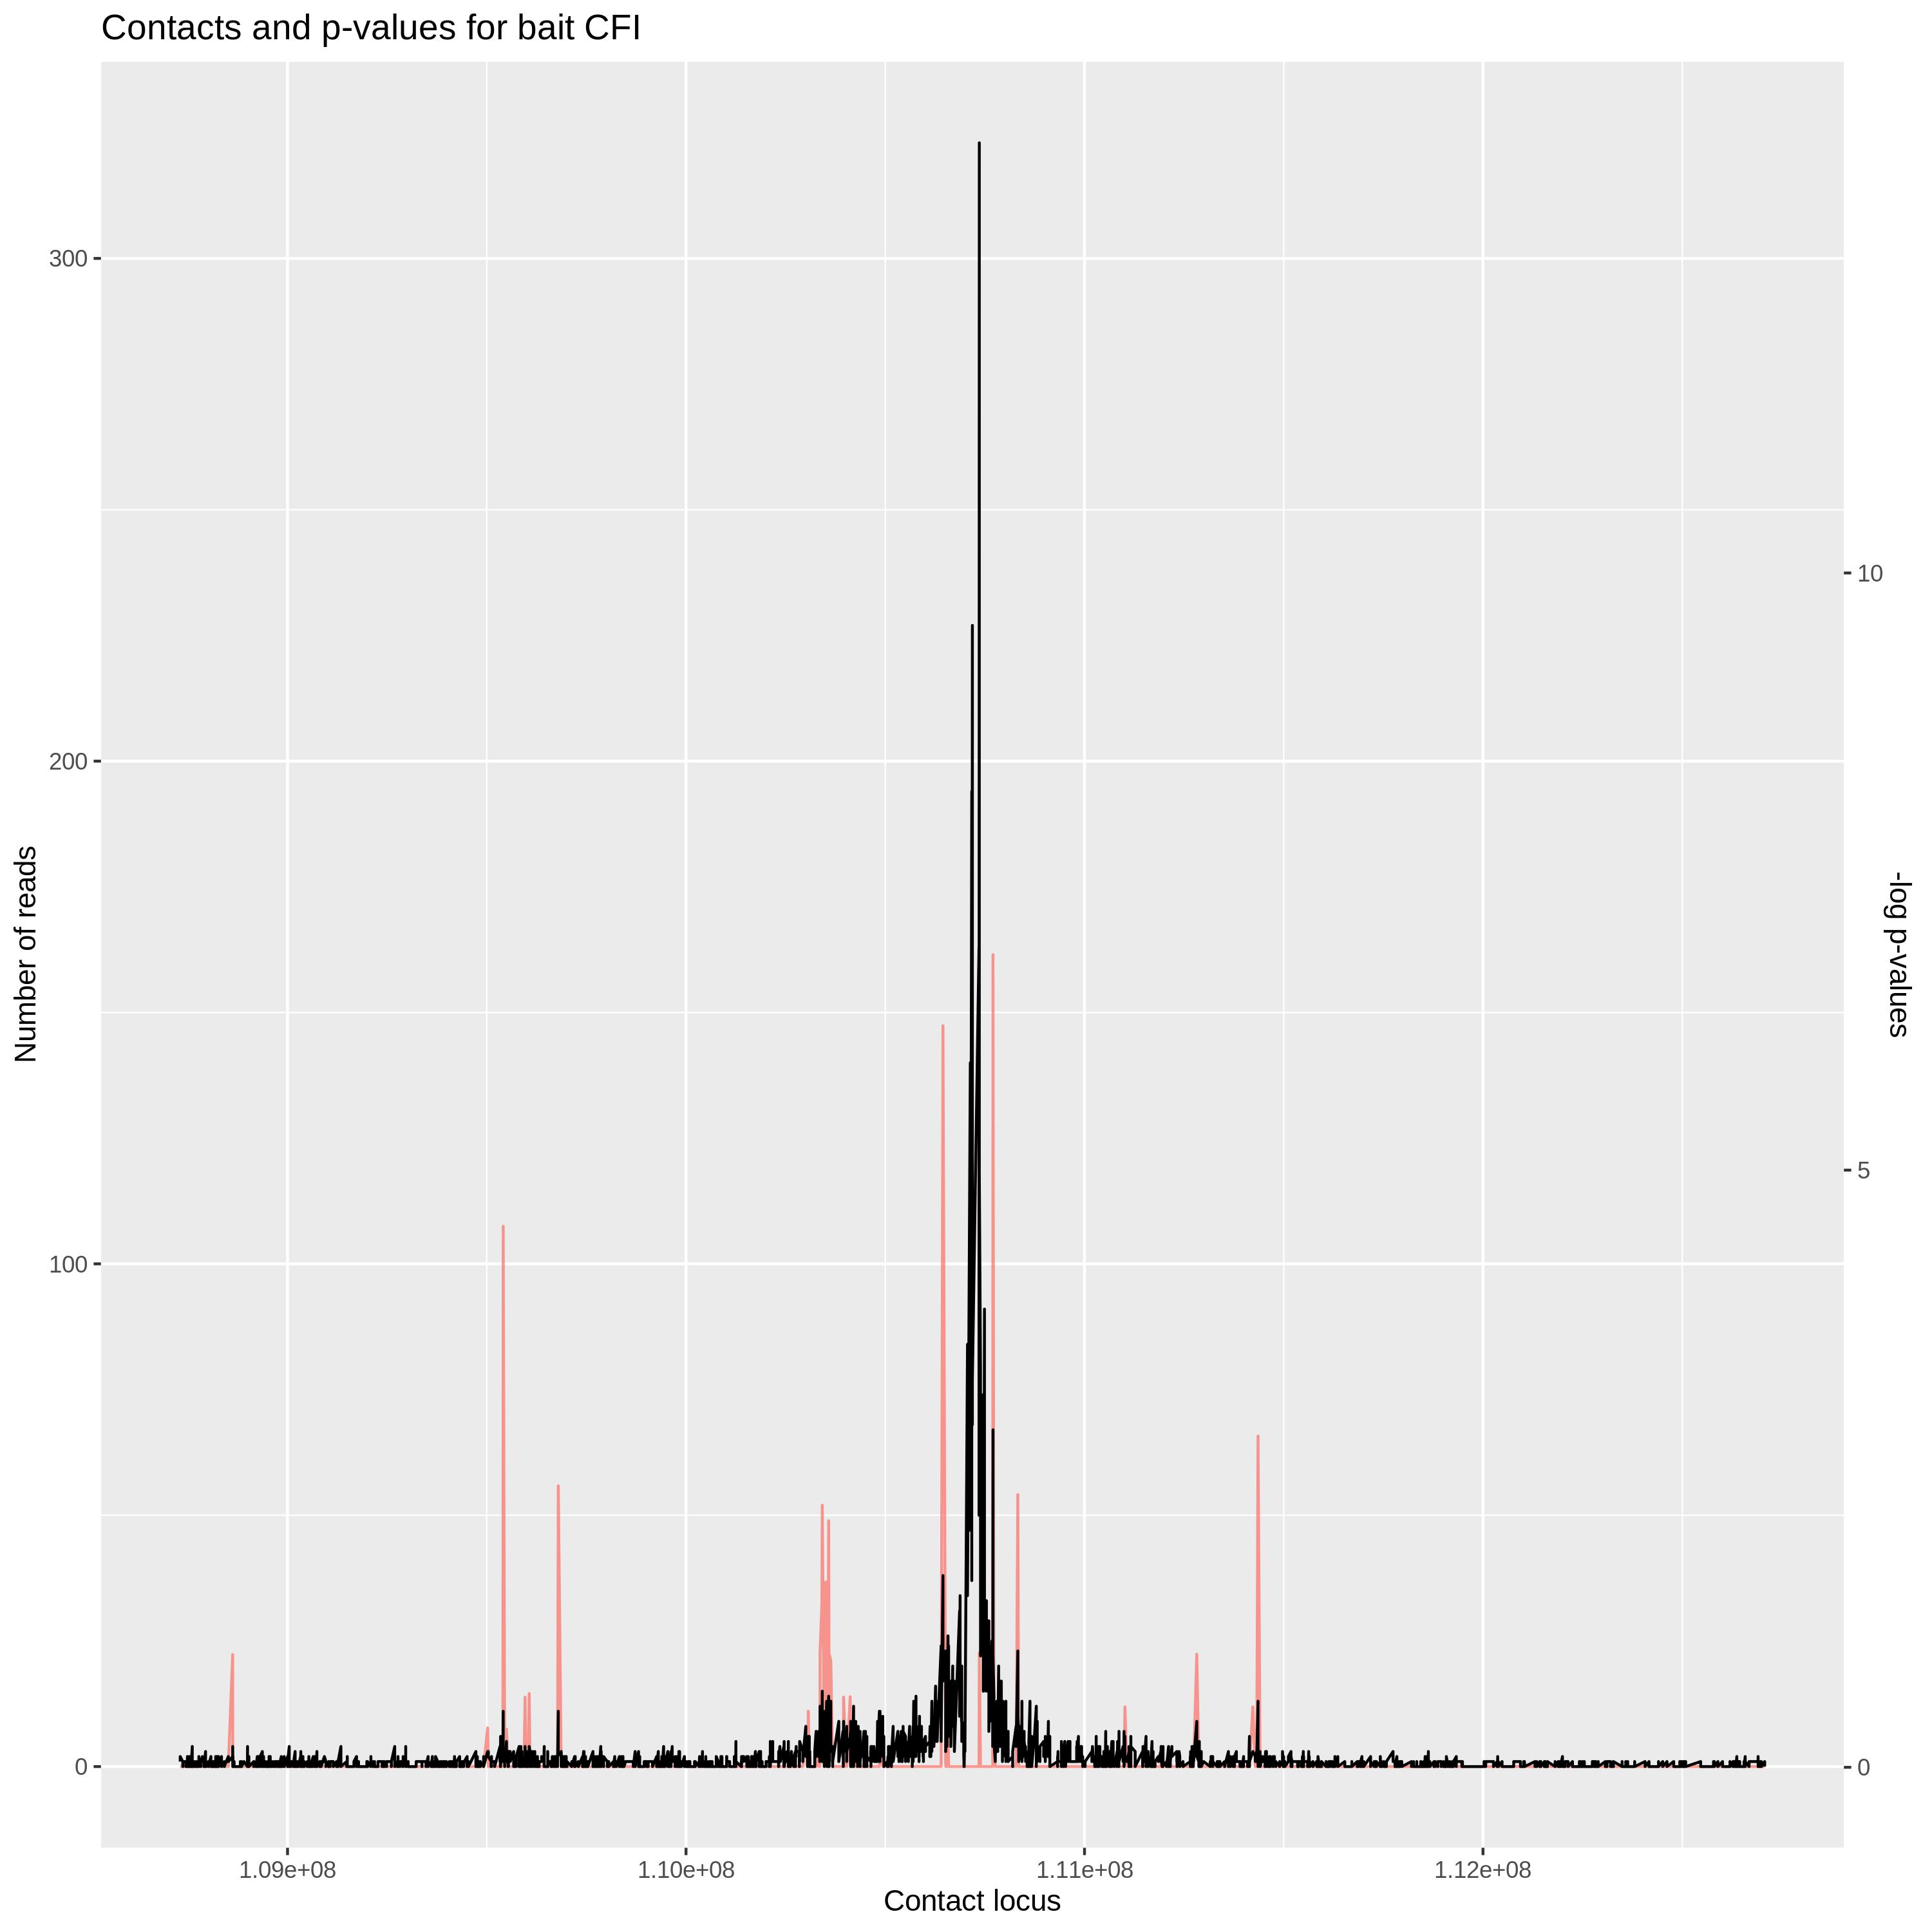 Contacts and p-values for bait CFI
300
200
100
0
Number of reads
10
5
0
-log p-values
1.09e+08
1.10e+08
1.11e+08
1.12e+08
Contact locus